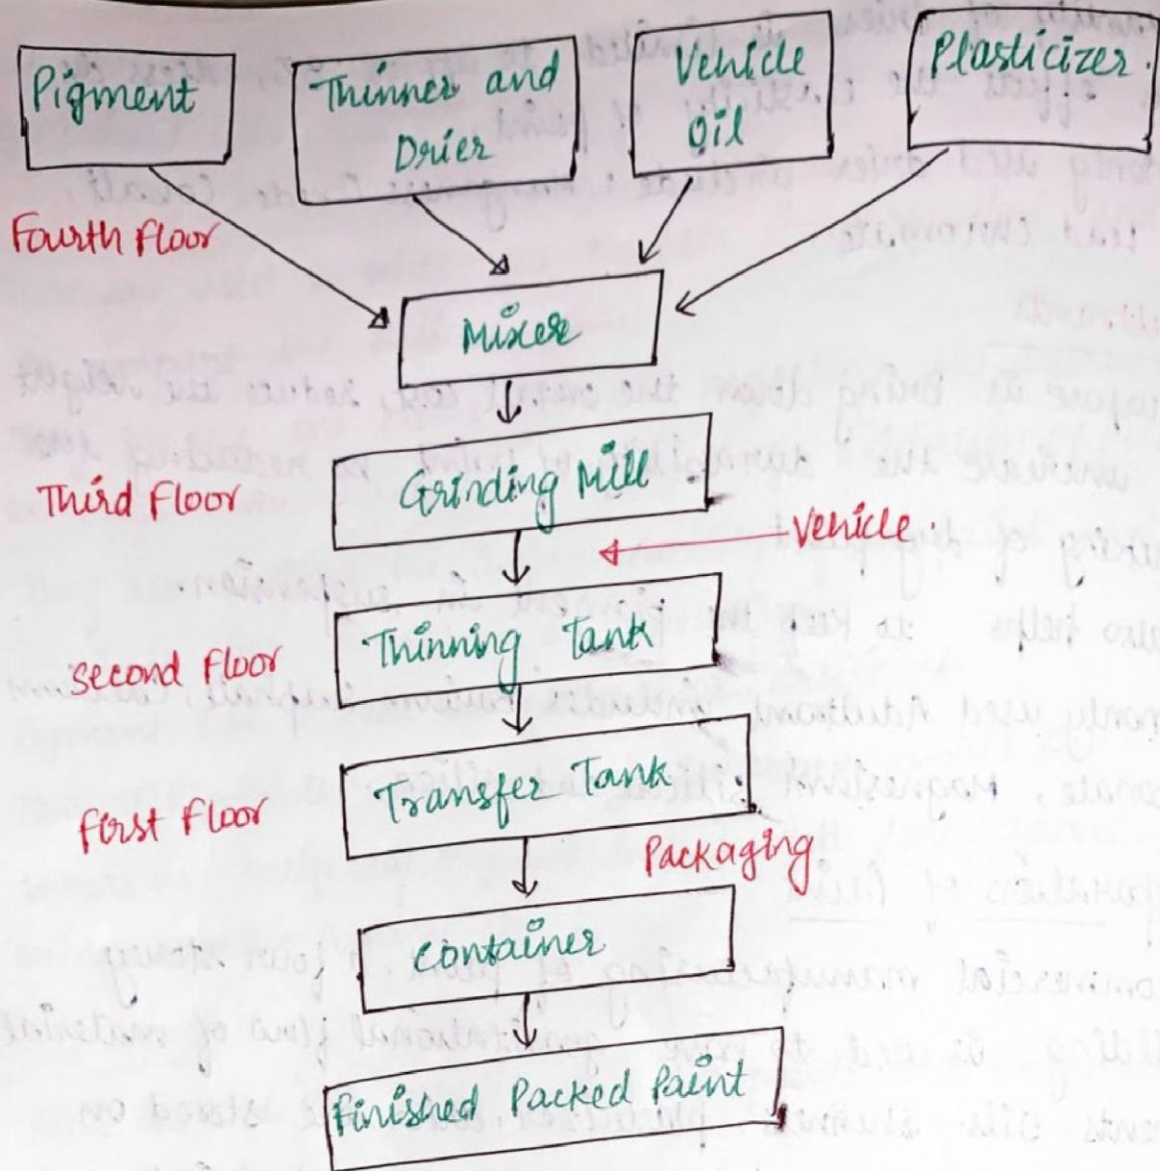 Pigment
Thinner and
Drier
Vehicle
Oil
Plasticizer.
Fourth Floor
Mixer
Third Floor
Grinding Mill
Vehicle.
Second Floor
Thinning Tank
First Floor
Transfer Tank
Packaging
Container
Finished Packed Paint